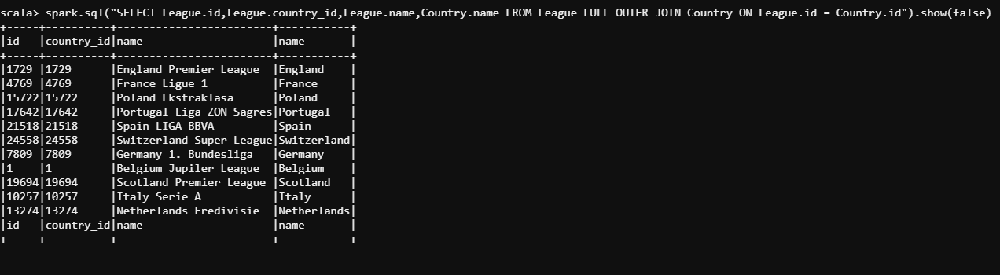 scala> spark.sql("SELECT League.id,League.country_id,League.name,Country.name FROM League FULL OUTER JOIN Country ON League.id = Country.id").show(false)
+-----+----------+------------------------+-----------+
|id   |country_id|name                    |name       |
+-----+----------+------------------------+-----------+
|1729 |1729      |England Premier League  |England    |
|4769 |4769      |France Ligue 1          |France     |
|15722|15722     |Poland Ekstraklasa      |Poland     |
|17642|17642     |Portugal Liga ZON Sagres|Portugal   |
|21518|21518     |Spain LIGA BBVA         |Spain      |
|24558|24558     |Switzerland Super League|Switzerland|
|7809 |7809      |Germany 1. Bundesliga   |Germany    |
|1    |1         |Belgium Jupiler League  |Belgium    |
|19694|19694     |Scotland Premier League |Scotland   |
|10257|10257     |Italy Serie A           |Italy      |
|13274|13274     |Netherlands Eredivisie  |Netherlands|
|id   |country_id|name                    |name       |
+-----+----------+------------------------+-----------+